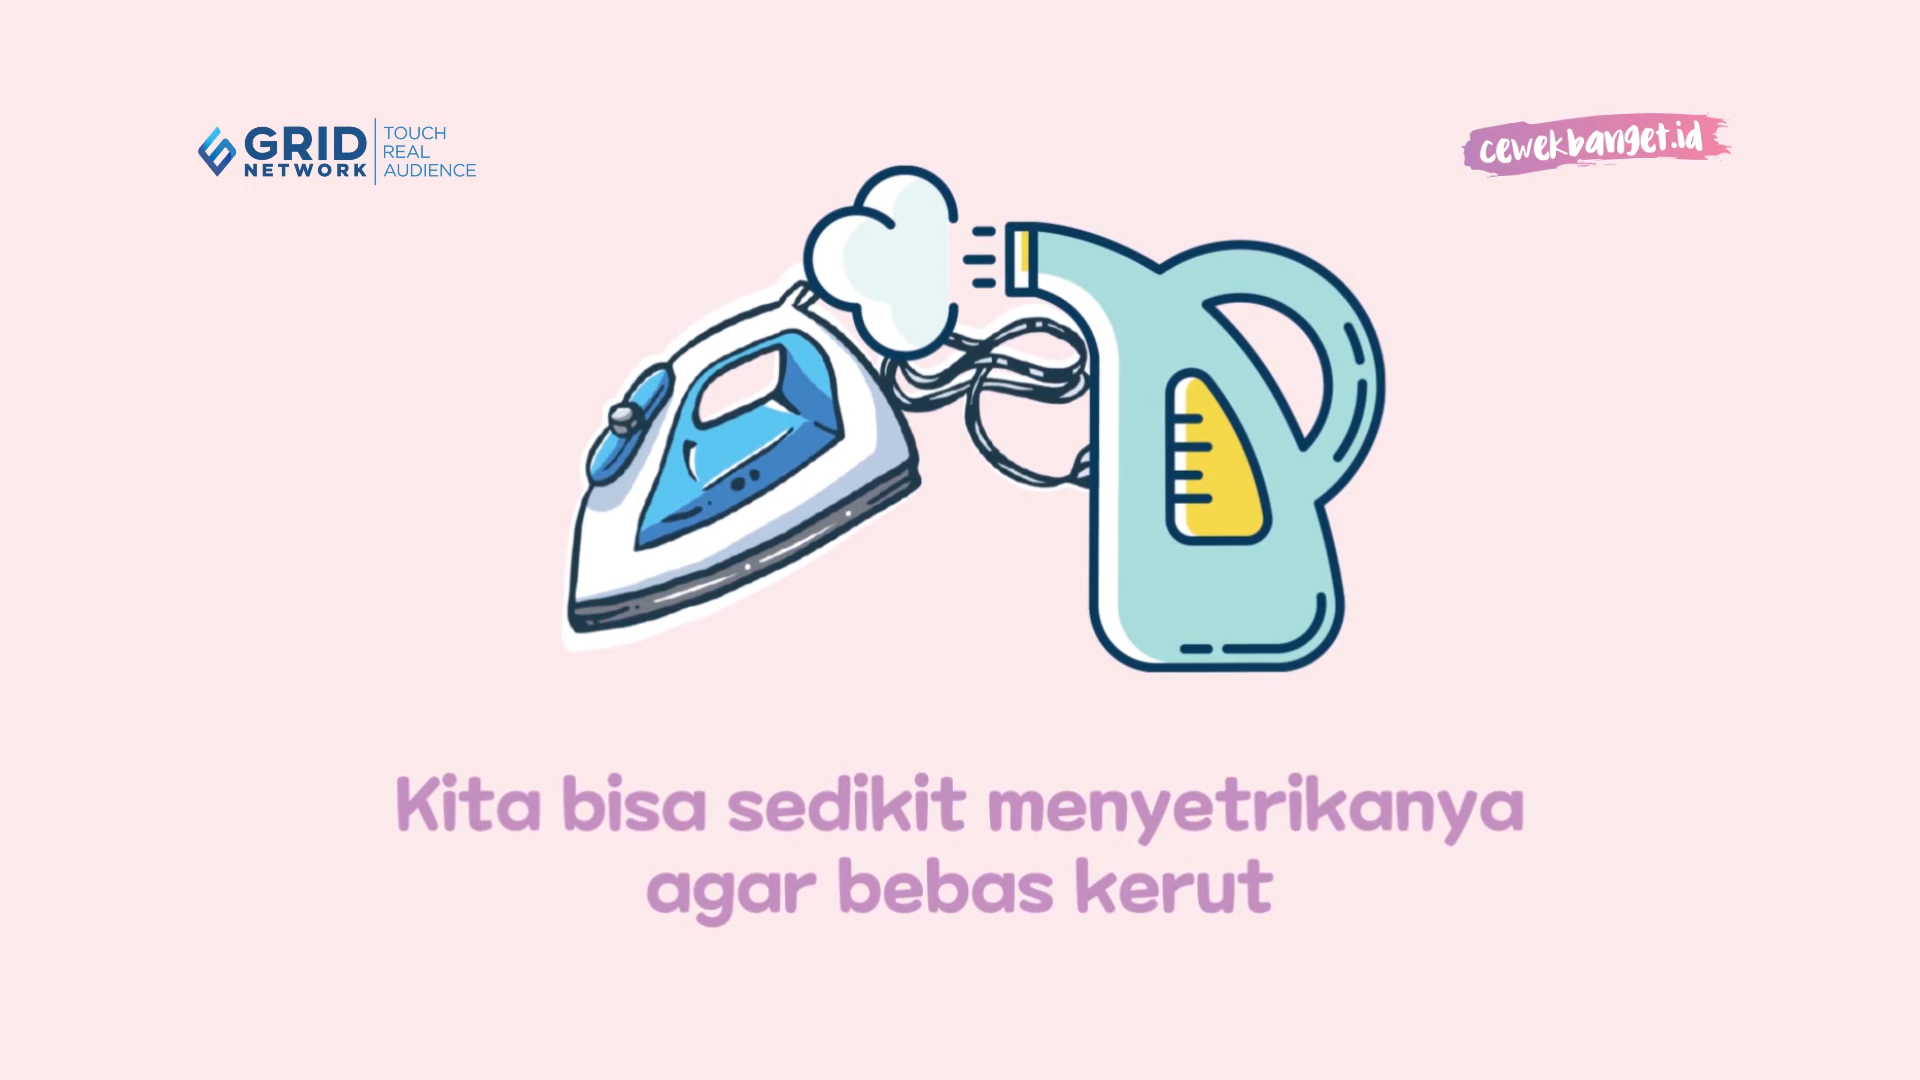 GRID
NETWORK
TOUCH
REAL
AUDIENCE
cewekbanget.id
Kita bisa sedikit menyetrikanya
agar bebas kerut